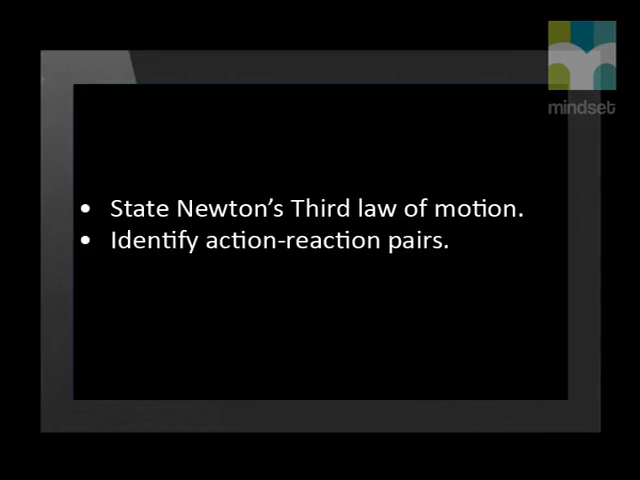 mindset
• State Newton's Third law of motion.
• Identify action-reaction pairs.